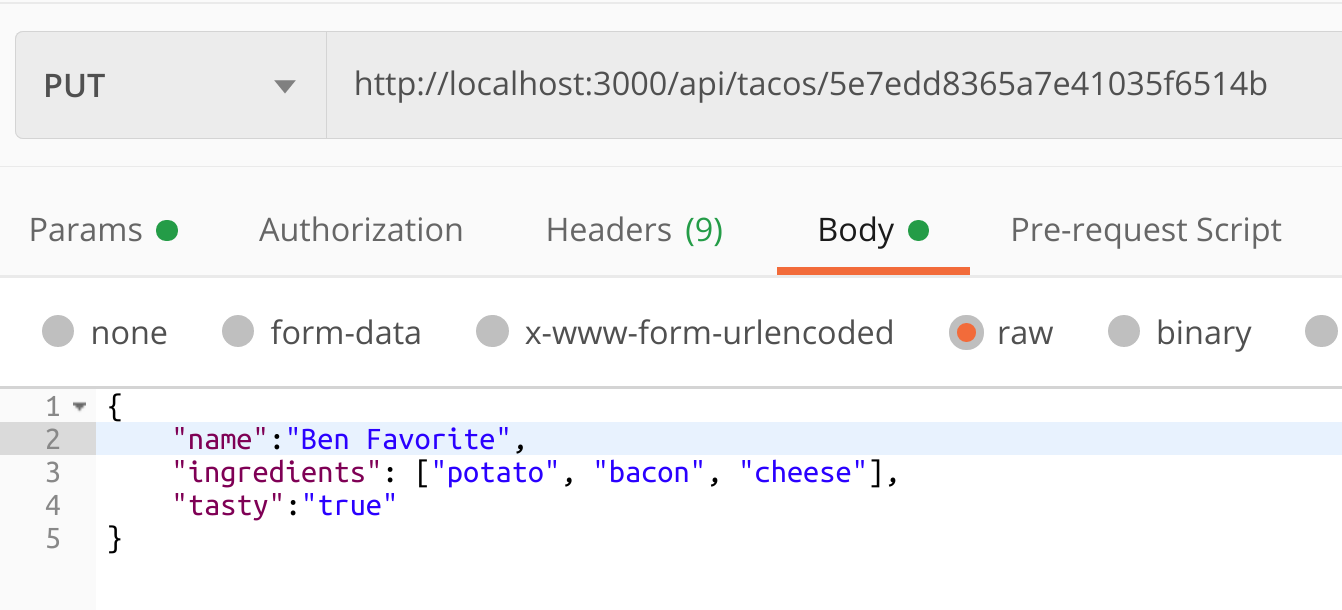 PUT http://localhost:3000/api/tacos/5e7edd8365a7e41035f6514b
Params Authorization Headers (9) Body Pre-request Script
none form-data x-www-form-urlencoded raw binary
1 {
2 "name":"Ben Favorite",
3 "ingredients": ["potato", "bacon", "cheese"],
4 "tasty":"true"
5 }